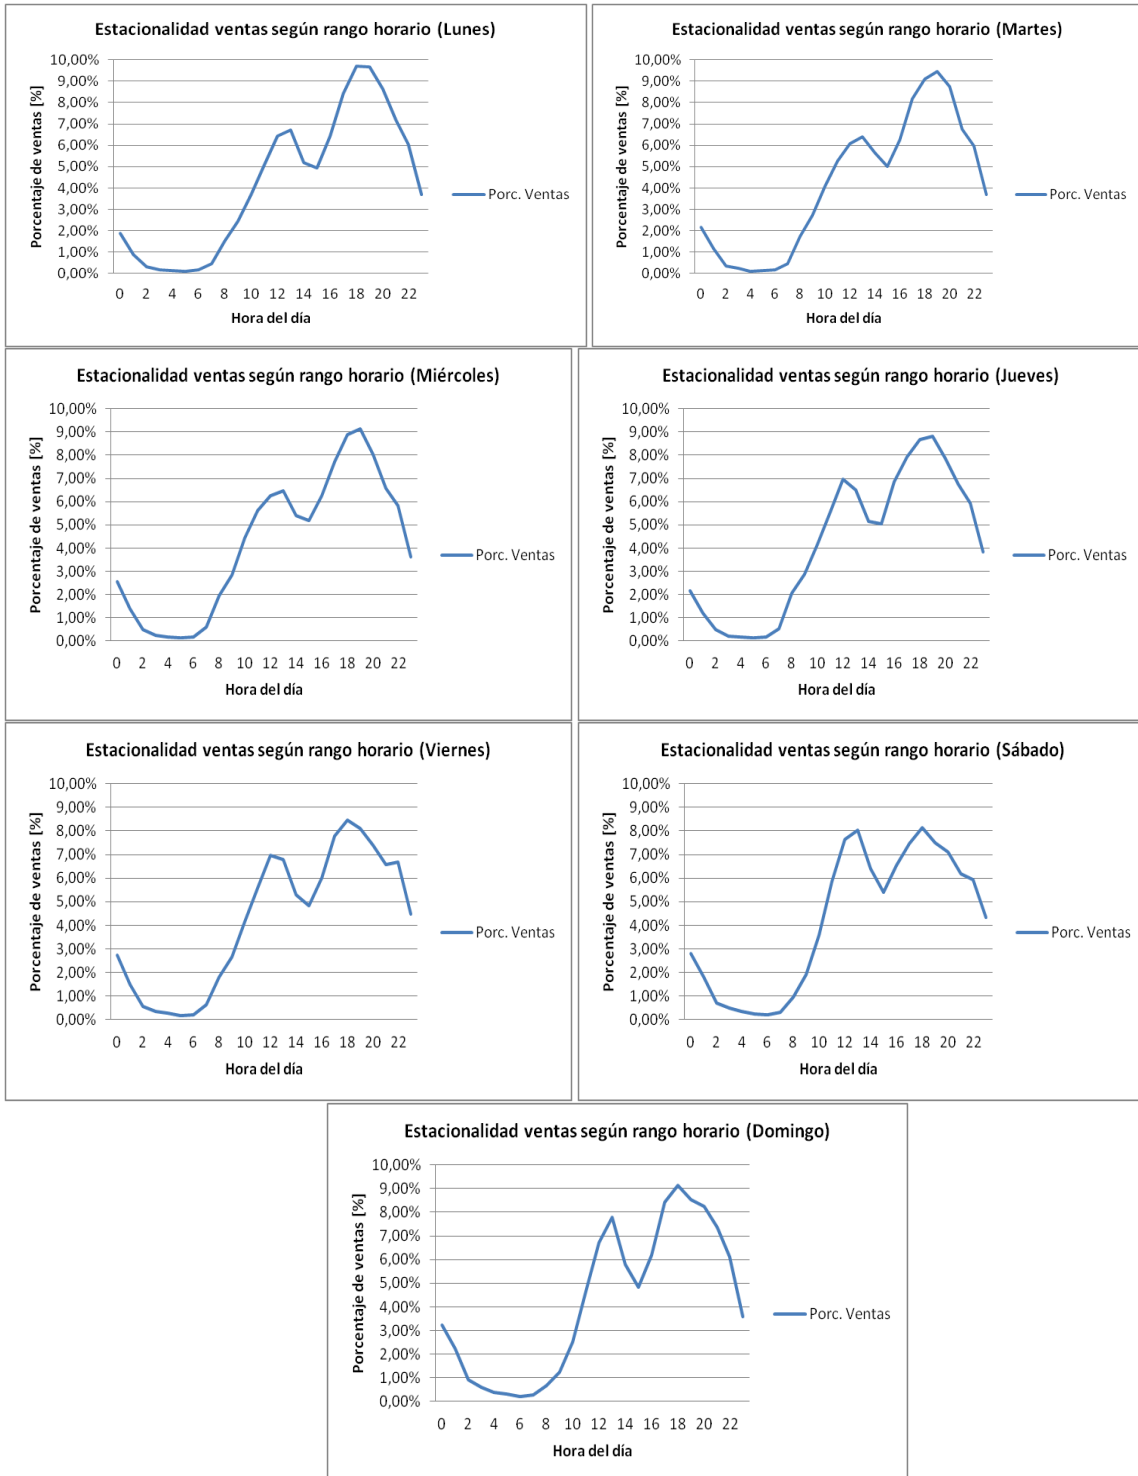 Estacionalidad ventas según rango horario (Lunes)
Porcentaje de ventas [%]
10,00%
9,00%
8,00%
7,00%
6,00%
5,00%
4,00%
3,00%
2,00%
1,00%
0,00%
0 2 4 6 8 10 12 14 16 18 20 22
Hora del día
Porc. Ventas
Estacionalidad ventas según rango horario (Martes)
Porcentaje de ventas [%]
10,00%
9,00%
8,00%
7,00%
6,00%
5,00%
4,00%
3,00%
2,00%
1,00%
0,00%
0 2 4 6 8 10 12 14 16 18 20 22
Hora del día
Porc. Ventas
Estacionalidad ventas según rango horario (Miércoles)
Porcentaje de ventas [%]
10,00%
9,00%
8,00%
7,00%
6,00%
5,00%
4,00%
3,00%
2,00%
1,00%
0,00%
0 2 4 6 8 10 12 14 16 18 20 22
Hora del día
Porc. Ventas
Estacionalidad ventas según rango horario (Jueves)
Porcentaje de ventas [%]
10,00%
9,00%
8,00%
7,00%
6,00%
5,00%
4,00%
3,00%
2,00%
1,00%
0,00%
0 2 4 6 8 10 12 14 16 18 20 22
Hora del día
Porc. Ventas
Estacionalidad ventas según rango horario (Viernes)
Porcentaje de ventas [%]
10,00%
9,00%
8,00%
7,00%
6,00%
5,00%
4,00%
3,00%
2,00%
1,00%
0,00%
0 2 4 6 8 10 12 14 16 18 20 22
Hora del día
Porc. Ventas
Estacionalidad ventas según rango horario (Sábado)
Porcentaje de ventas [%]
10,00%
9,00%
8,00%
7,00%
6,00%
5,00%
4,00%
3,00%
2,00%
1,00%
0,00%
0 2 4 6 8 10 12 14 16 18 20 22
Hora del día
Porc. Ventas
Estacionalidad ventas según rango horario (Domingo)
Porcentaje de ventas [%]
10,00%
9,00%
8,00%
7,00%
6,00%
5,00%
4,00%
3,00%
2,00%
1,00%
0,00%
0 2 4 6 8 10 12 14 16 18 20 22
Hora del día
Porc. Ventas